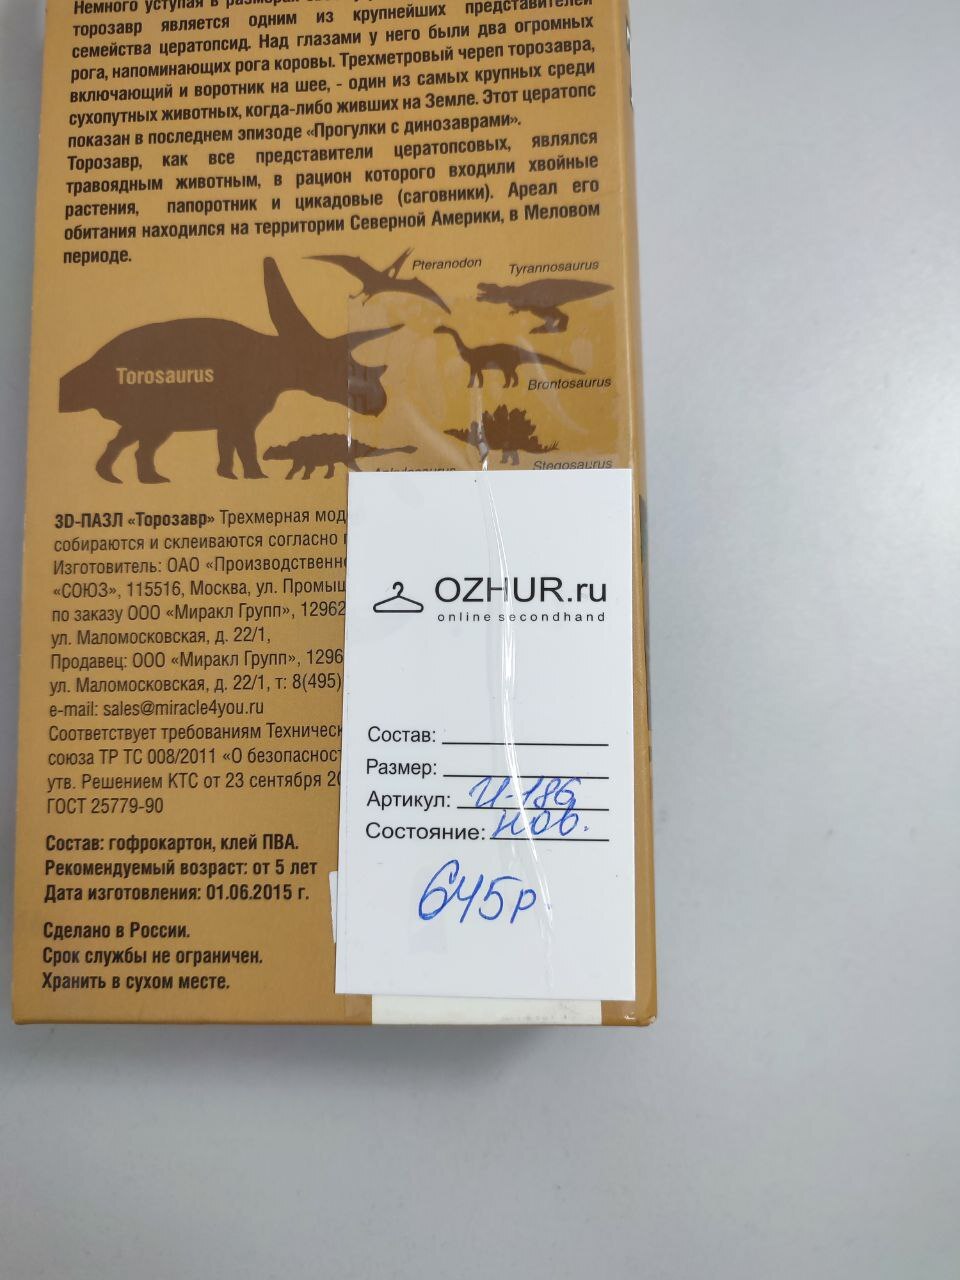 Немного уступая в размерах
торозавр является одним из крупнейших представителей
семейства цератопсид. Над глазами у него были два огромных
рога, напоминающих рога коровы. Трехметровый череп торозавра,
включающий и воротник на шее, - один из самых крупных среди
сухопутных животных, когда-либо живших на Земле. Этот цератопс
показан в последнем эпизоде «Прогулки с динозаврами».
Торозавр, как все представители цератопсовых, являлся
травоядным животным, в рацион которого входили хвойные
растения, папоротник и цикадовые (саговники). Ареал его
обитания находился на территории Северной Америки, в Меловом
периоде.
Pteranodon
Tyrannosaurus
Torosaurus
Brontosaurus
Stegosaurus
3D-ПАЗЛ «Торозавр» Трехмерная мод
собираются и склеиваются согласно
Изготовитель: ОАО «Производственн
«СОЮЗ», 115516, Москва, ул. Промыш
по заказу ООО «Миракл Групп», 12962
ул. Маломосковская, д. 22/1,
Продавец: ООО «Миракл Групп», 1296
ул. Маломосковская, д. 22/1, т: 8(495)
e-mail: sales@miracle4you.ru
Соответствует требованиям Техническ
союза ТР ТС 008/2011 «О безопаснос
утв. Решением КТС от 23 сентября 20
ГОСТ 25779-90
Состав: гофрокартон, клей ПВА.
Рекомендуемый возраст: от 5 лет
Дата изготовления: 01.06.2015 г.
Сделано в России.
Срок службы не ограничен.
Хранить в сухом месте.
OZHUR.ru
online secondhand
Состав:
Размер:
Артикул: И-186
Состояние: нов.
645р.